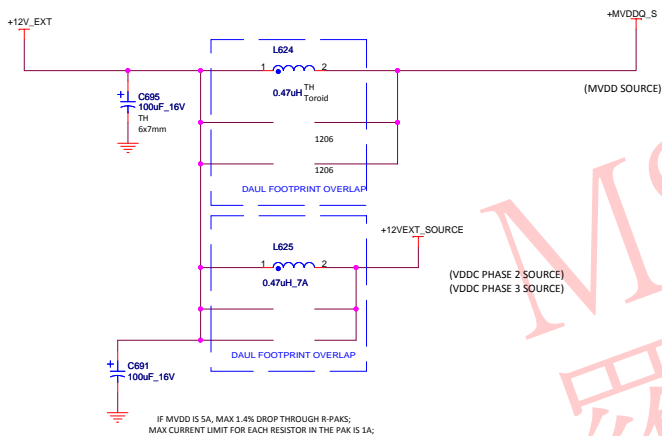 +12V_EXT
+MVDDQ_S
L624
1
2
0.47uH
TH
Toroid
(MVDD SOURCE)
C695
100uF_16V
TH
6x7mm
1206
1206
DAUL FOOTPRINT OVERLAP
+12VEXT_SOURCE
L625
1
2
0.47uH_7A
(VDDC PHASE 2 SOURCE)
(VDDC PHASE 3 SOURCE)
DAUL FOOTPRINT OVERLAP
C691
100uF_16V
IF MVDD IS 5A, MAX 1.4% DROP THROUGH R-PAKS;
MAX CURRENT LIMIT FOR EACH RESISTOR IN THE PAK IS 1A;